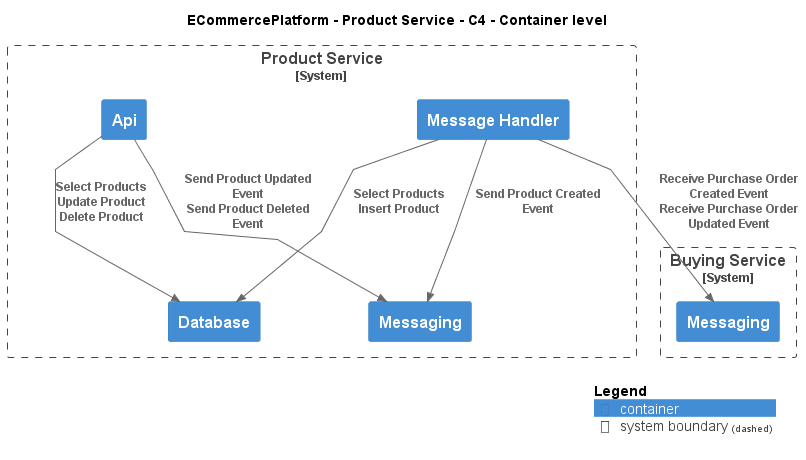 ECommercePlatform - Product Service - C4 - Container level
Product Service
[System]
Api
Message Handler
Select Products
Update Product
Delete Product
Send Product Updated
Event
Send Product Deleted
Event
Select Products
Insert Product
Send Product Created
Event
Receive Purchase Order
Created Event
Receive Purchase Order
Updated Event
Buying Service
[System]
Database
Messaging
Messaging
Legend
container
system boundary (dashed)